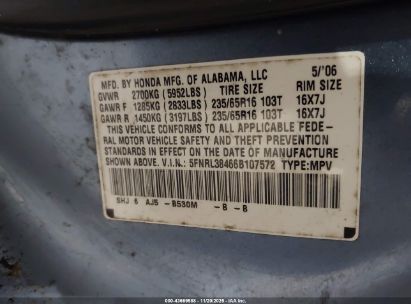 MFD. BY HONDA MFG. OF ALABAMA, LLC 5/'06
GVWR 2700KG (5952LBS) TIRE SIZE RIM SIZE
GAWR F 1285KG (2833LBS) 235/65R16 103T 16X7J
GAWR R 1450KG (3197LBS) 235/65R16 103T 16X7J
THIS VEHICLE CONFORMS TO ALL APPLICABLE FEDE-
RAL MOTOR VEHICLE SAFETY AND THEFT PREVENTION
STANDARDS IN EFFECT ON THE DATE OF MANUFACTURE
SHOWN ABOVE. V.I.N.: 5FNRL38466B107572 TYPE:MPV
SHJ 6 AJ5 -B530M -B -B